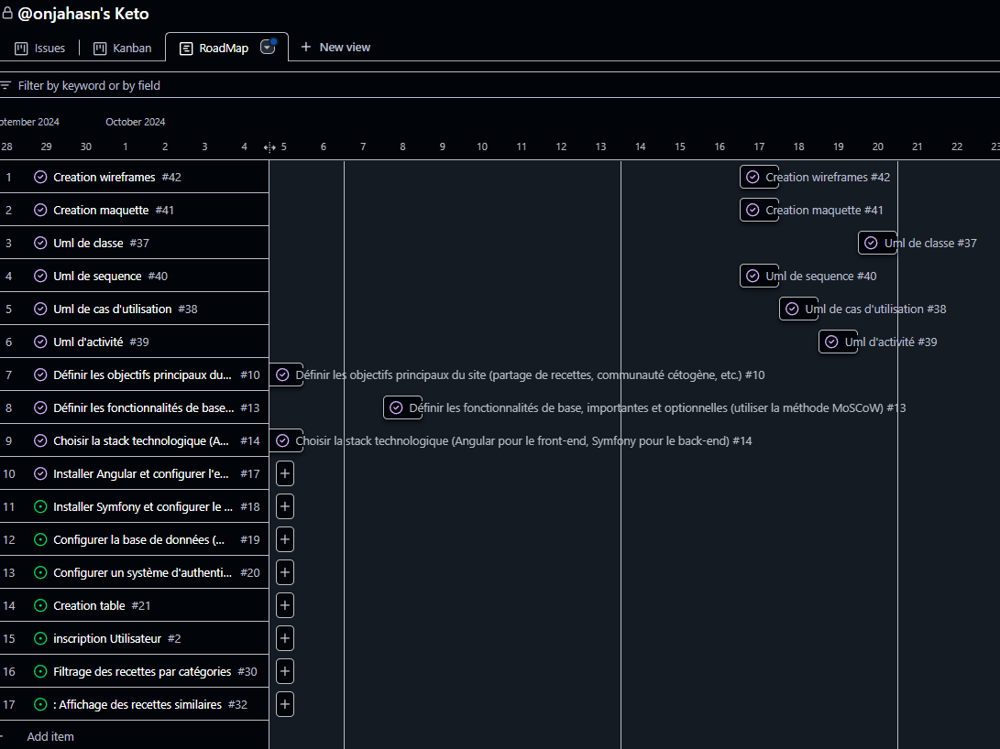 @onjahasn's Keto
Issues Kanban RoadMap New view
Filter by keyword or by field
ptember 2024 October 2024
28 29 30 1 2 3 4 5 6 7 8 9 10 11 12 13 14 15 16 17 18 19 20 21 22 23
1 Creation wireframes #42 Creation wireframes #42
2 Creation maquette #41 Creation maquette #41
3 Uml de classe #37 Uml de classe #37
4 Uml de sequence #40 Uml de sequence #40
5 Uml de cas d'utilisation #38 Uml de cas d'utilisation #38
6 Uml d'activité #39 Uml d'activité #39
7 Définir les objectifs principaux du... #10 Définir les objectifs principaux du site (partage de recettes, communauté cétogène, etc.) #10
8 Définir les fonctionnalités de base... #13 Définir les fonctionnalités de base, importantes et optionnelles (utiliser la méthode MoSCoW) #13
9 Choisir la stack technologique (A... #14 Choisir la stack technologique (Angular pour le front-end, Symfony pour le back-end) #14
10 Installer Angular et configurer l'e... #17
11 Installer Symfony et configurer le ... #18
12 Configurer la base de données (... #19
13 Configurer un système d'authenti... #20
14 Creation table #21
15 inscription Utilisateur #2
16 Filtrage des recettes par catégories #30
17 : Affichage des recettes similaires #32
Add item